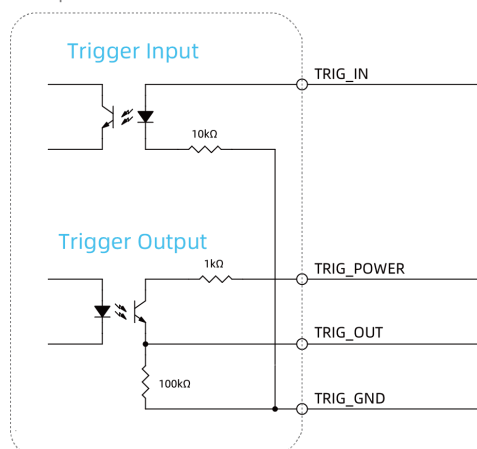 Trigger Input
TRIG_IN
10kΩ
Trigger Output
1kΩ
TRIG_POWER
TRIG_OUT
100kΩ
TRIG_GND